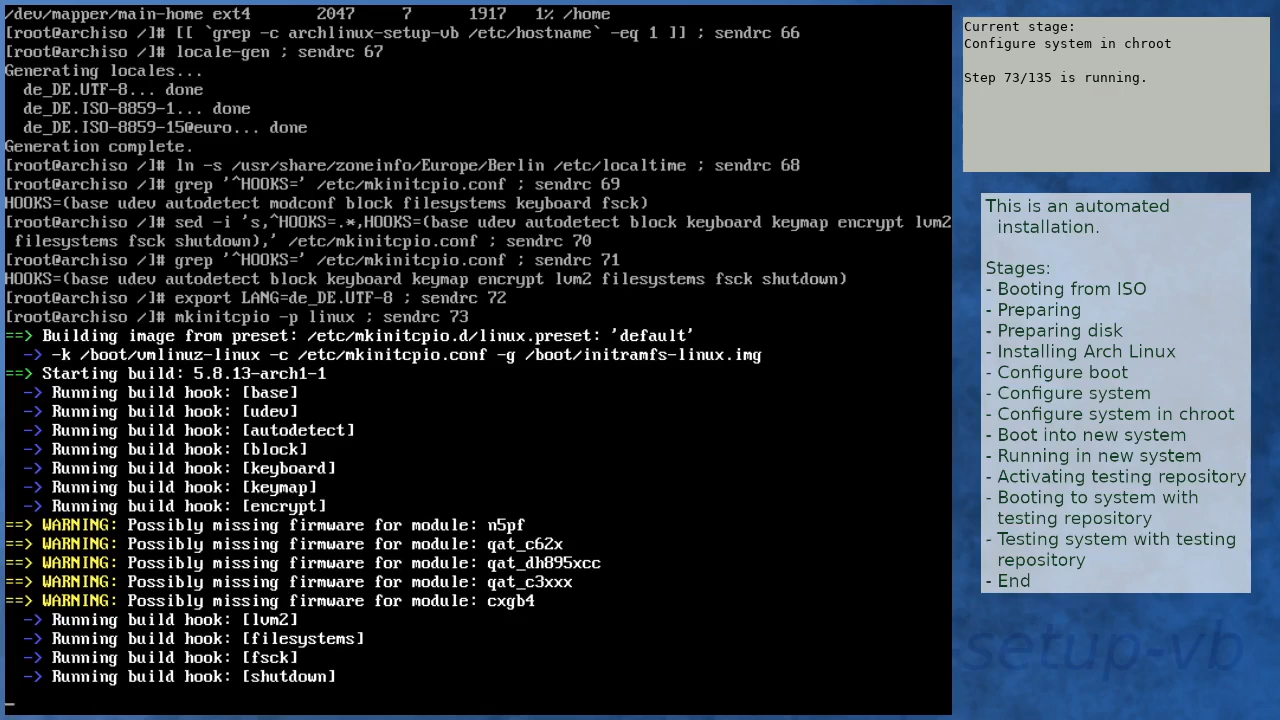 /dev/mapper/main-home ext4       2047     7      1917   1% /home
[root@archiso /]# [[ `grep -c archlinux-setup-vb /etc/hostname` -eq 1 ]] ; sendrc 66
[root@archiso /]# locale-gen ; sendrc 67
Generating locales...
  de_DE.UTF-8... done
  de_DE.ISO-8859-1... done
  de_DE.ISO-8859-15@euro... done
Generation complete.
[root@archiso /]# ln -s /usr/share/zoneinfo/Europe/Berlin /etc/localtime ; sendrc 68
[root@archiso /]# grep '^HOOKS=' /etc/mkinitcpio.conf ; sendrc 69
HOOKS=(base udev autodetect modconf block filesystems keyboard fsck)
[root@archiso /]# sed -i 's,^HOOKS=.*,HOOKS=(base udev autodetect block keyboard keymap encrypt lvm2
 filesystems fsck shutdown),' /etc/mkinitcpio.conf ; sendrc 70
[root@archiso /]# grep '^HOOKS=' /etc/mkinitcpio.conf ; sendrc 71
HOOKS=(base udev autodetect block keyboard keymap encrypt lvm2 filesystems fsck shutdown)
[root@archiso /]# export LANG=de_DE.UTF-8 ; sendrc 72
[root@archiso /]# mkinitcpio -p linux ; sendrc 73
==> Building image from preset: /etc/mkinitcpio.d/linux.preset: 'default'
  -> -k /boot/vmlinuz-linux -c /etc/mkinitcpio.conf -g /boot/initramfs-linux.img
==> Starting build: 5.8.13-arch1-1
  -> Running build hook: [base]
  -> Running build hook: [udev]
  -> Running build hook: [autodetect]
  -> Running build hook: [block]
  -> Running build hook: [keyboard]
  -> Running build hook: [keymap]
  -> Running build hook: [encrypt]
==> WARNING: Possibly missing firmware for module: n5pf
==> WARNING: Possibly missing firmware for module: qat_c62x
==> WARNING: Possibly missing firmware for module: qat_dh895xcc
==> WARNING: Possibly missing firmware for module: qat_c3xxx
==> WARNING: Possibly missing firmware for module: cxgb4
  -> Running build hook: [lvm2]
  -> Running build hook: [filesystems]
  -> Running build hook: [fsck]
  -> Running build hook: [shutdown]
_
Current stage:
Configure system in chroot
Step 73/135 is running.
This is an automated
installation.
Stages:
- Booting from ISO
- Preparing
- Preparing disk
- Installing Arch Linux
- Configure boot
- Configure system
- Configure system in chroot
- Boot into new system
- Running in new system
- Activating testing repository
- Booting to system with
testing repository
- Testing system with testing
repository
- End
-setup-vb